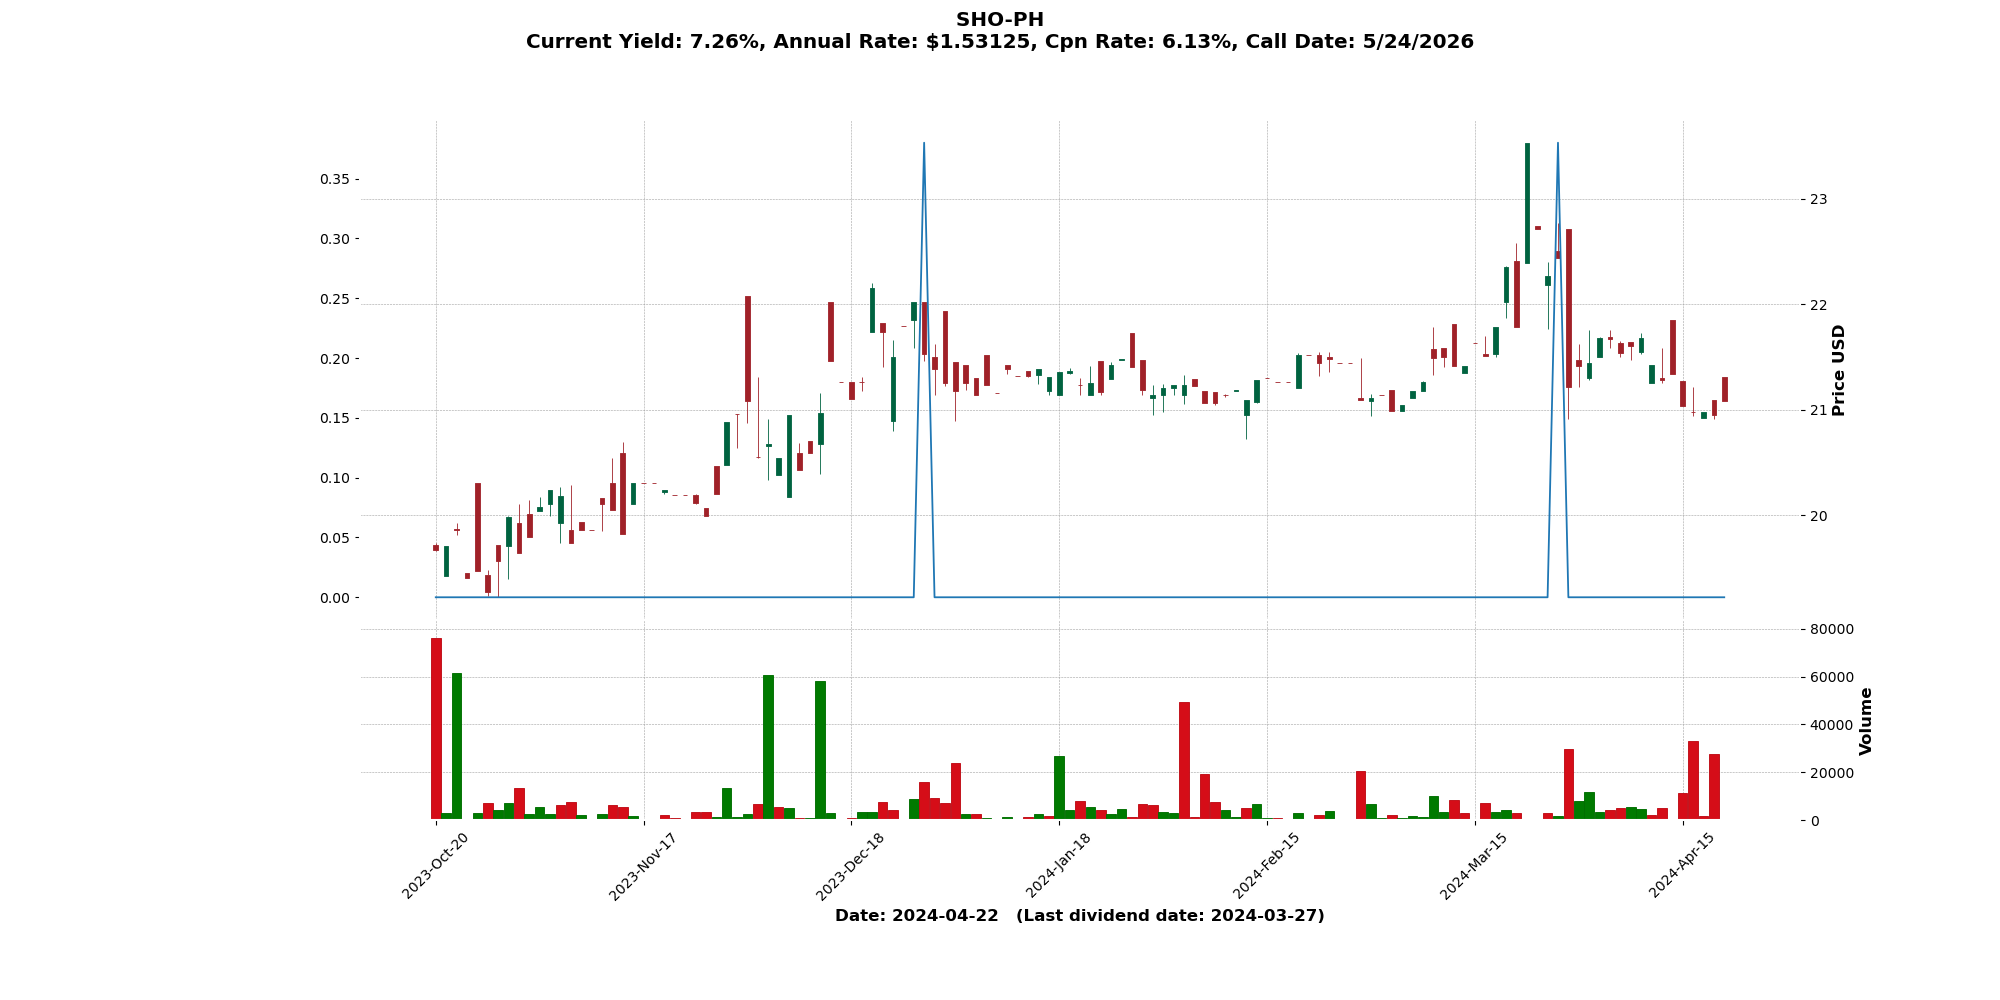 SHO-PH
Current Yield: 7.26%, Annual Rate: $1.53125, Cpn Rate: 6.13%, Call Date: 5/24/2026
0.35
0.30
0.25
0.20
0.15
0.10
0.05
0.00
23
22
21
20
Price USD
80000
60000
40000
20000
0
Volume
2023-Oct-20
2023-Nov-17
2023-Dec-18
2024-Jan-18
2024-Feb-15
2024-Mar-15
2024-Apr-15
Date: 2024-04-22 (Last dividend date: 2024-03-27)